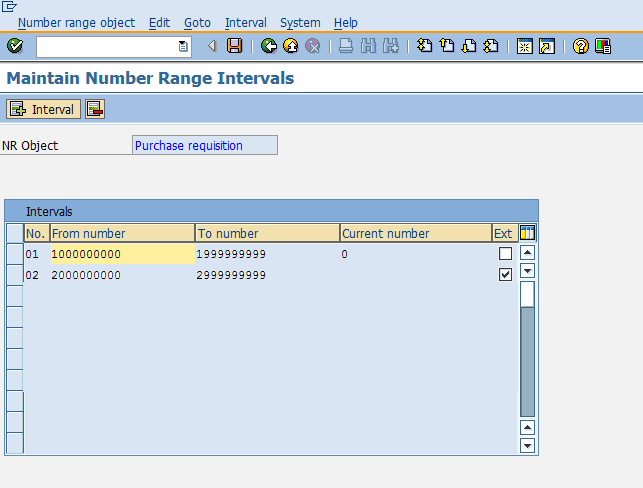 Number range object Edit Goto Interval System Help
Maintain Number Range Intervals
Interval
NR Object Purchase requisition
Intervals
No. From number To number Current number Ext
01 1000000000 1999999999 0
02 2000000000 2999999999